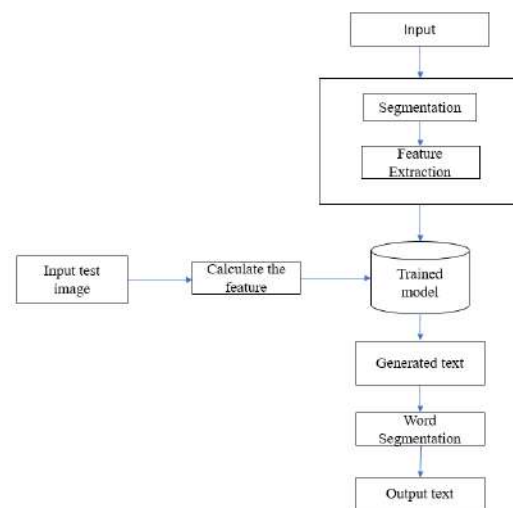 Input
Segmentation
Feature
Extraction
Input test
image
Calculate the
feature
Trained
model
Generated text
Word
Segmentation
Output text